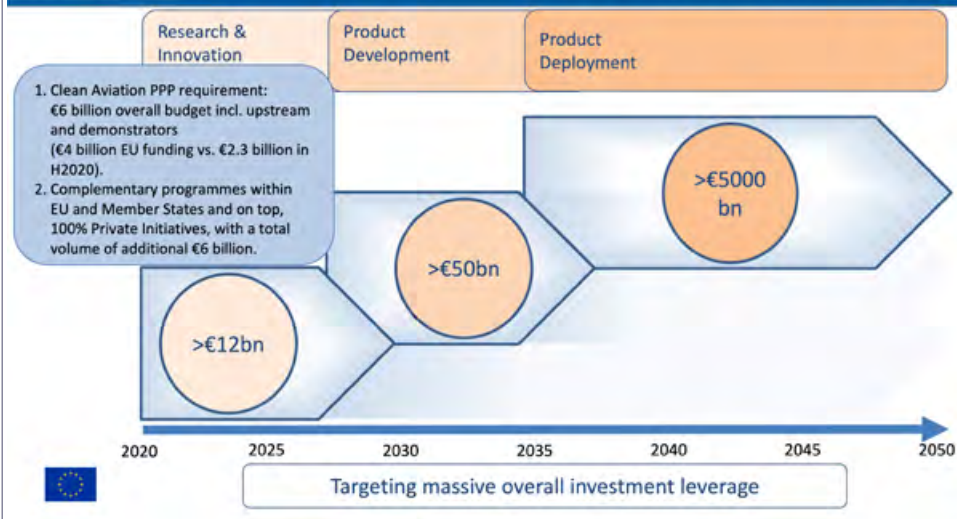 Research &
Innovation
Product
Development
Product
Deployment
1. Clean Aviation PPP requirement:
€6 billion overall budget incl. upstream
and demonstrators
(€4 billion EU funding vs. €2.3 billion in
H2020).
2. Complementary programmes within
EU and Member States and on top,
100% Private Initiatives, with a total
volume of additional €6 billion.
>€5000
bn
>€50bn
>€12bn
2020 2025 2030 2035 2040 2045 2050
Targeting massive overall investment leverage